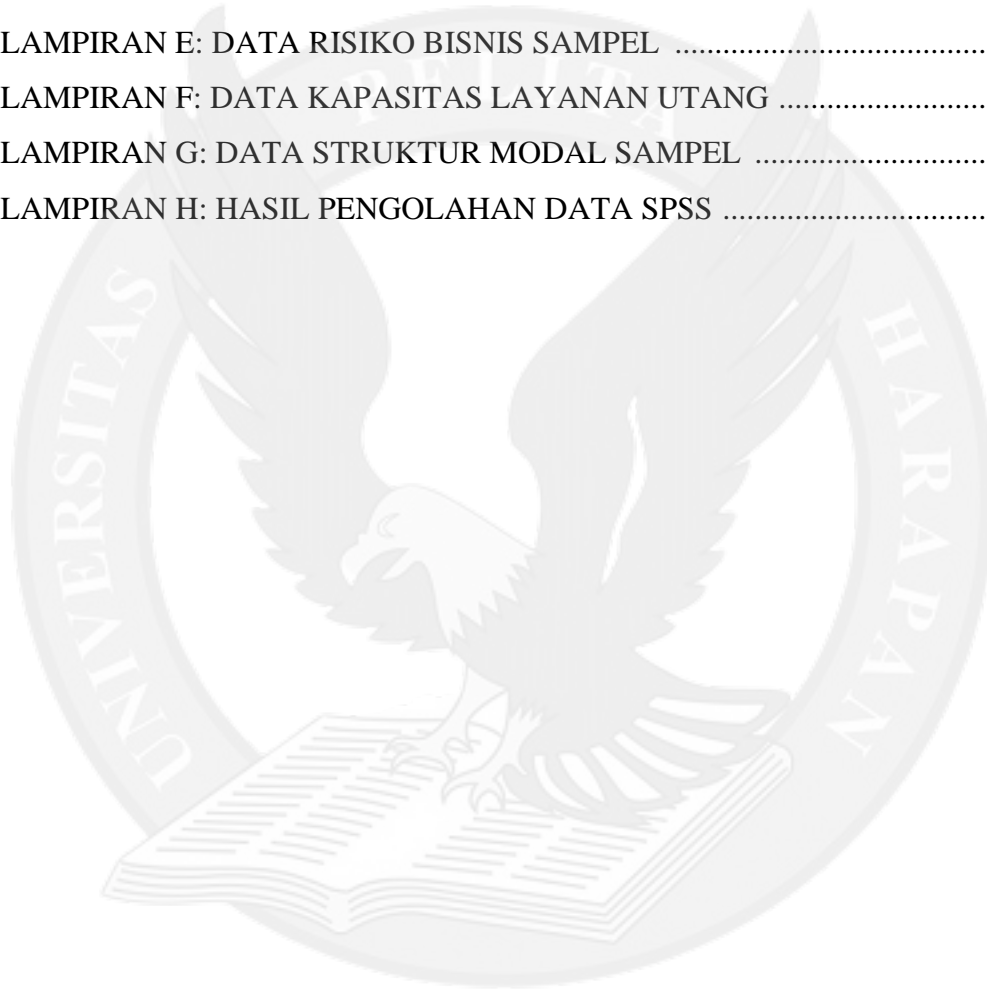 LAMPIRAN E: DATA RISIKO BISNIS SAMPEL .......................................
LAMPIRAN F: DATA KAPASITAS LAYANAN UTANG ..........................
LAMPIRAN G: DATA STRUKTUR MODAL SAMPEL .............................
LAMPIRAN H: HASIL PENGOLAHAN DATA SPSS .................................
UNIVERSITAS PELITA HARAPAN